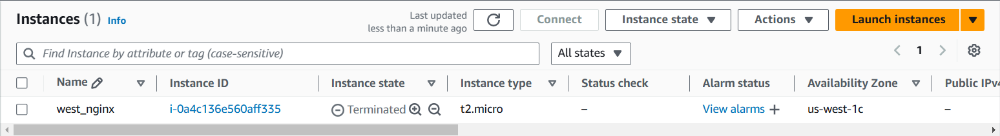 Instances (1) Info
Last updated
less than a minute ago
Connect
Instance state
Actions
Launch instances
Find Instance by attribute or tag (case-sensitive)
All states
1
Name Instance ID Instance state Instance type Status check Alarm status Availability Zone Public IPv4
west_nginx i-0a4c136e560aff335 Terminated t2.micro – View alarms + us-west-1c –